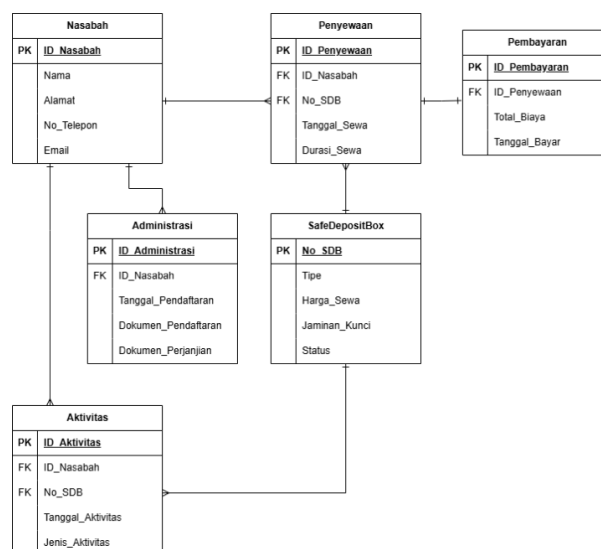 Nasabah
PK ID_Nasabah
Nama
Alamat
No_Telepon
Email
Penyewaan
PK ID_Penyewaan
FK ID_Nasabah
FK No_SDB
Tanggal_Sewa
Durasi_Sewa
Pembayaran
PK ID_Pembayaran
FK ID_Penyewaan
Total_Biaya
Tanggal_Bayar
Administrasi
PK ID_Administrasi
FK ID_Nasabah
Tanggal_Pendaftaran
Dokumen_Pendaftaran
Dokumen_Perjanjian
SafeDepositBox
PK No_SDB
Tipe
Harga_Sewa
Jaminan_Kunci
Status
Aktivitas
PK ID_Aktivitas
FK ID_Nasabah
FK No_SDB
Tanggal_Aktivitas
Jenis_Aktivitas